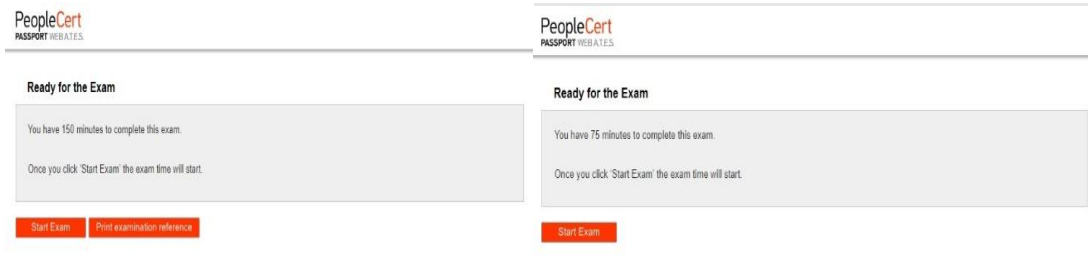 PeopleCert
PASSPORT WEB A.T.E.S.
Ready for the Exam
You have 150 minutes to complete this exam.
Once you click 'Start Exam' the exam time will start.
Start Exam
Print examination reference
PeopleCert
PASSPORT WEB A.T.E.S.
Ready for the Exam
You have 75 minutes to complete this exam.
Once you click 'Start Exam' the exam time will start.
Start Exam